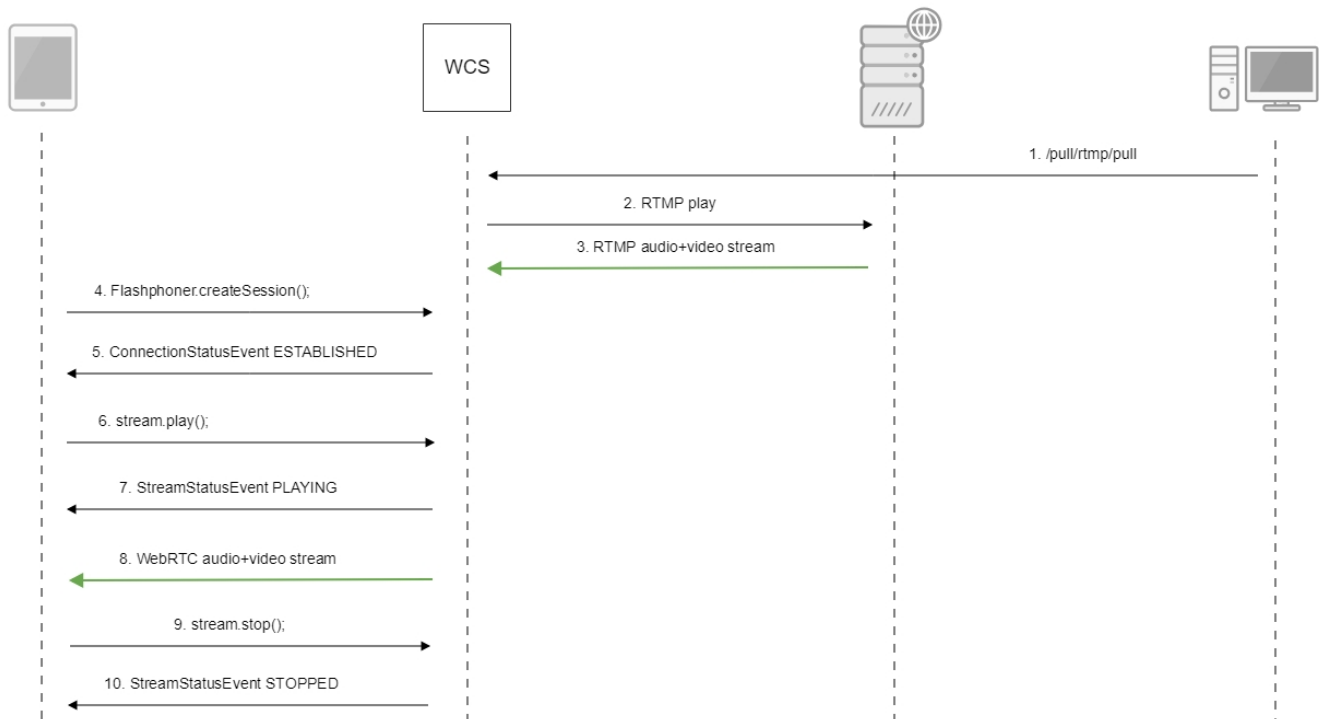 WCS
1. /pull/rtmp/pull
2. RTMP play
3. RTMP audio+video stream
4. Flashphoner.createSession();
5. ConnectionStatusEvent ESTABLISHED
6. stream.play();
7. StreamStatusEvent PLAYING
8. WebRTC audio+video stream
9. stream.stop();
10. StreamStatusEvent STOPPED